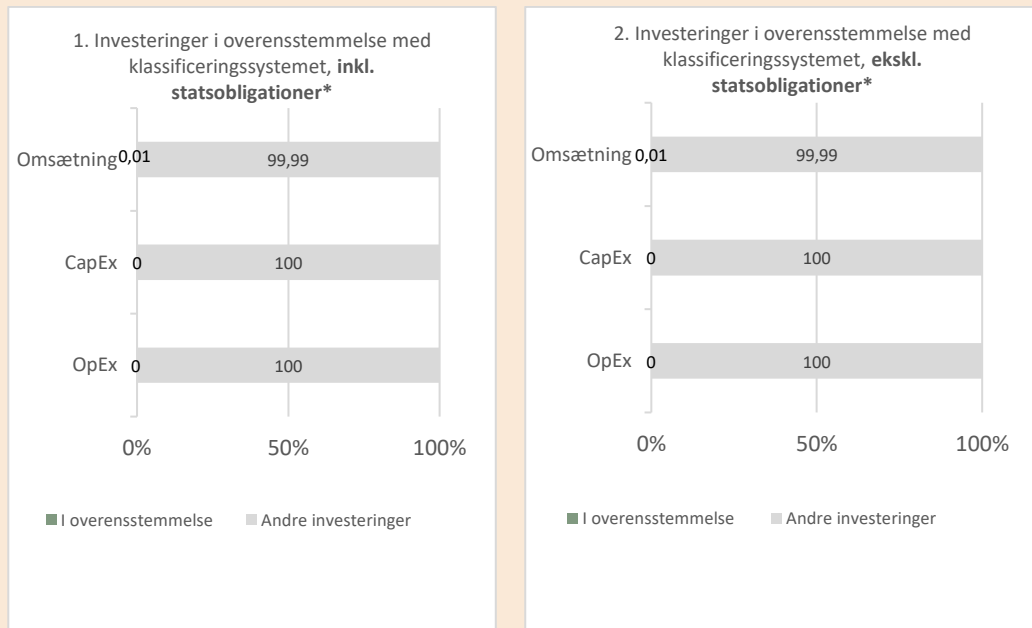 1. Investeringer i overensstemmelse med
klassificeringssystemet, inkl.
statsobligationer*
Omsætning 0,01 99,99
CapEx 0 100
OpEx 0 100
0% 50% 100%
I overensstemmelse Andre investeringer
2. Investeringer i overensstemmelse med
klassificeringssystemet, ekskl.
statsobligationer*
Omsætning 0,01 99,99
CapEx 0 100
OpEx 0 100
0% 50% 100%
I overensstemmelse Andre investeringer